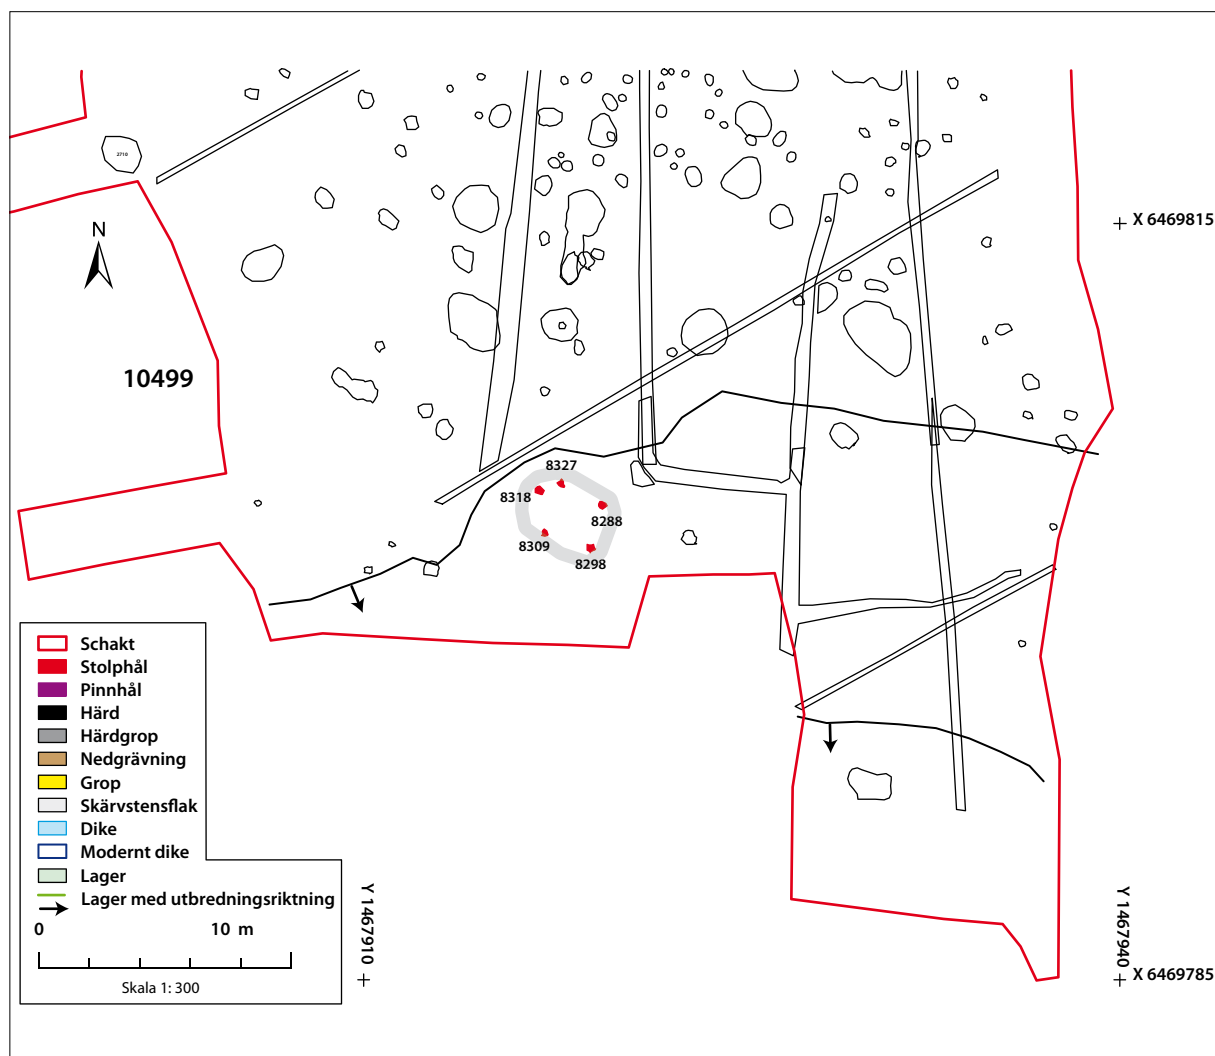 2710
N
X 6469815
10499
8327
8318
8288
8309
8298
Schakt
Stolphål
Pinnhål
Härd
Härdgrop
Nedgrävning
Grop
Skärvstensflak
Dike
Modernt dike
Lager
Lager med utbredningsriktning
0 10 m
Skala 1: 300
Y 1467910
Y 1467940
X 6469785